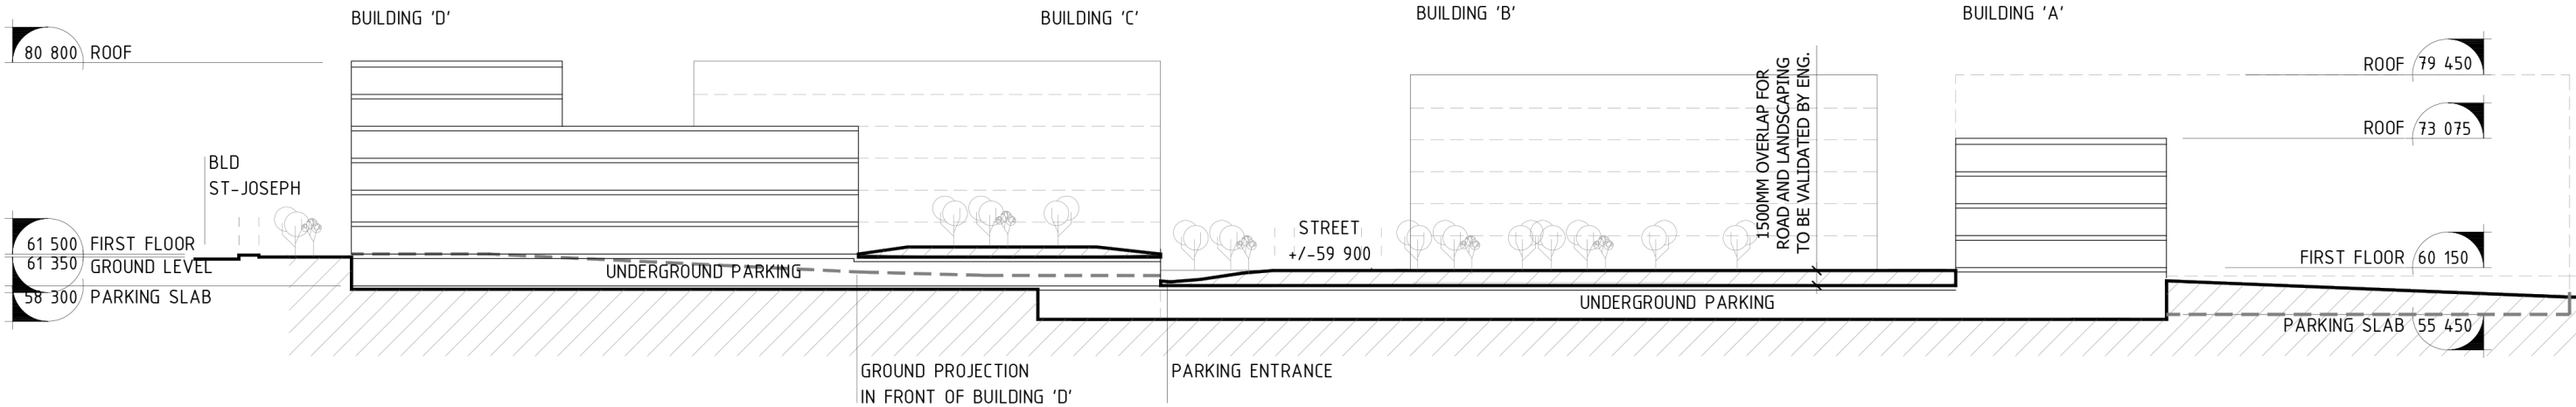 BUILDING 'D'
BUILDING 'C'
BUILDING 'B'
BUILDING 'A'
80 800 ROOF
ROOF 79 450
ROOF 73 075
1500MM OVERLAP FOR
ROAD AND LANDSCAPING
TO BE VALIDATED BY ENG.
BLD
ST-JOSEPH
STREET
+/-59 900
61 500 FIRST FLOOR
61 350 GROUND LEVEL
58 300 PARKING SLAB
FIRST FLOOR 60 150
UNDERGROUND PARKING
UNDERGROUND PARKING
PARKING SLAB 55 450
GROUND PROJECTION
IN FRONT OF BUILDING 'D'
PARKING ENTRANCE